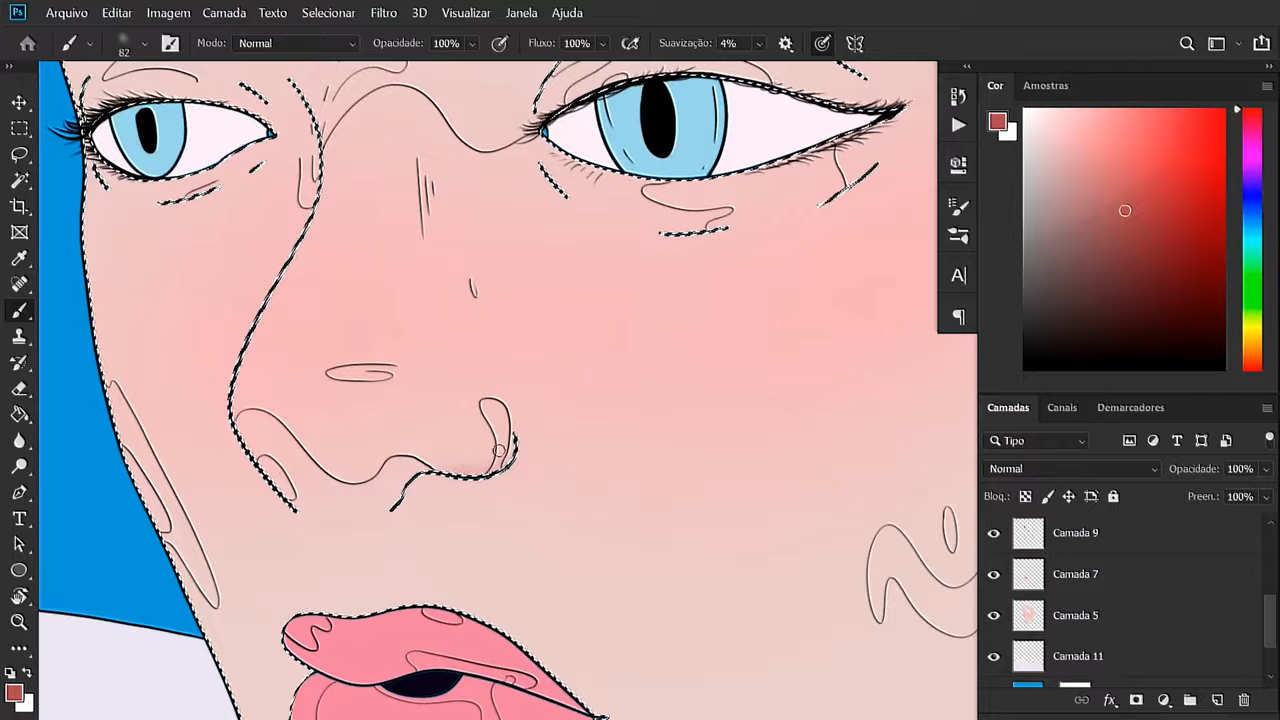 Ps Arquivo Editar Imagem Camada Texto Selecionar Filtro 3D Visualizar Janela Ajuda
82 Modo: Normal Opacidade: 100% Fluxo: 100% Suavização: 4%
Cor Amostras
Camadas Canais Demarcadores
Tipo
Normal Opacidade: 100%
Bloq.: Preen.: 100%
Camada 9
Camada 7
Camada 5
Camada 11